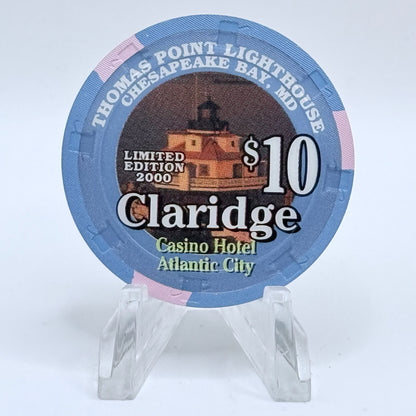 THOMAS POINT LIGHTHOUSE
CHESAPEAKE BAY, MD
LIMITED
EDITION
2000
$10
Claridge
Casino Hotel
Atlantic City